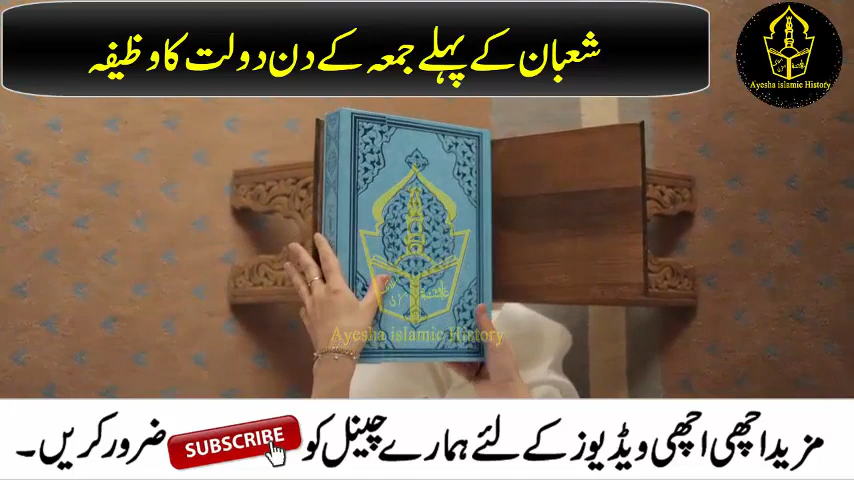 شعبان کے پہلے جمعہ کے دن دولت کا وظیفہ
Ayesha islamic History
Ayesha islamic History
مزید اچھی اچھی ویڈیوز کے لئے ہمارے چینل کو SUBSCRIBE ضرور کریں۔